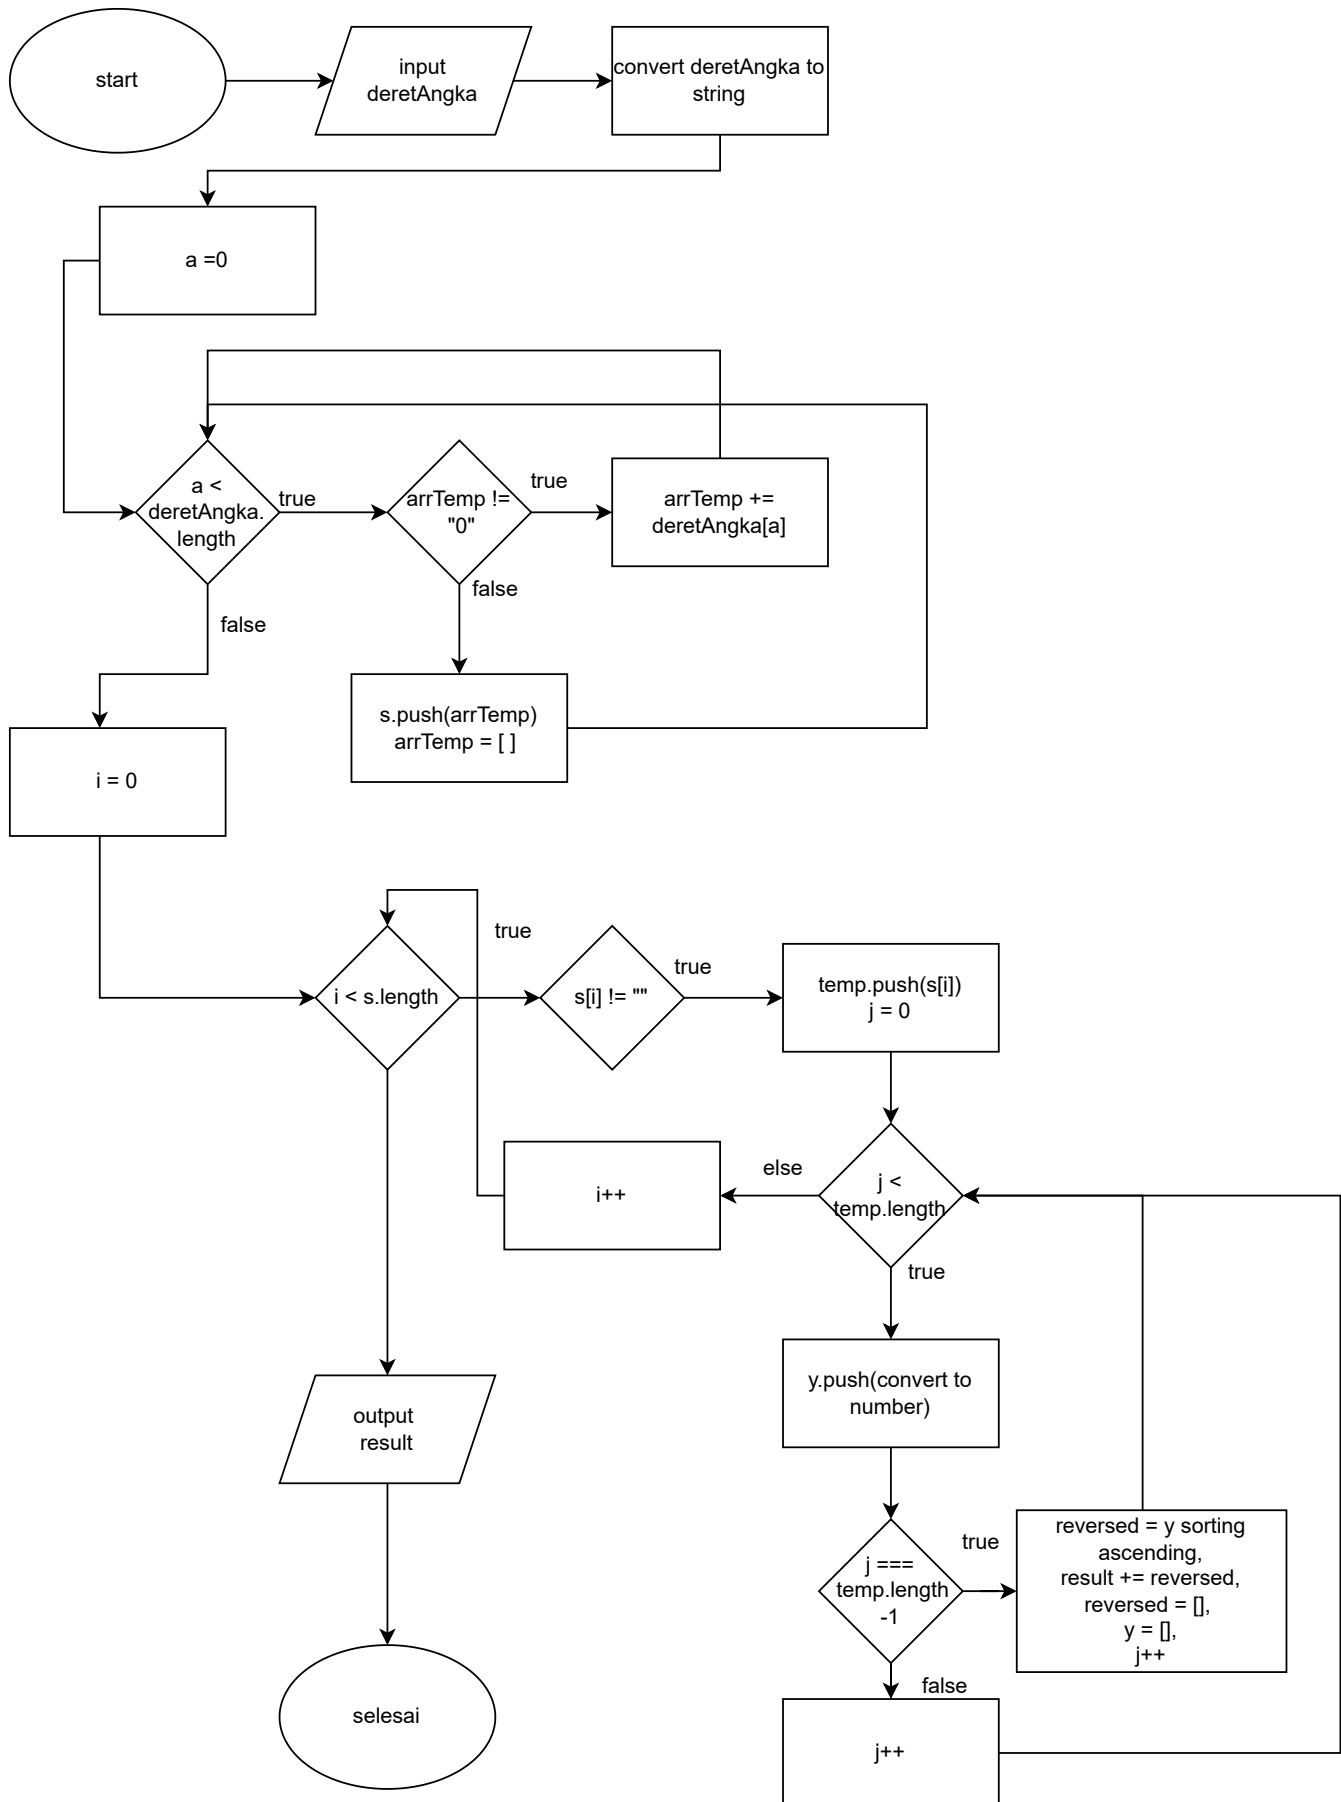 start
input
deretAngka
convert deretAngka to
string
a =0
a <
deretAngka.
length
true
arrTemp !=
"0"
true
arrTemp +=
deretAngka[a]
false
false
s.push(arrTemp)
arrTemp = [ ]
i = 0
i < s.length
true
s[i] != ""
true
temp.push(s[i])
j = 0
i++
else
j <
temp.length
true
y.push(convert to
number)
output
result
j ===
temp.length
-1
true
reversed = y sorting
ascending,
result += reversed,
reversed = [],
y = [],
j++
false
selesai
j++